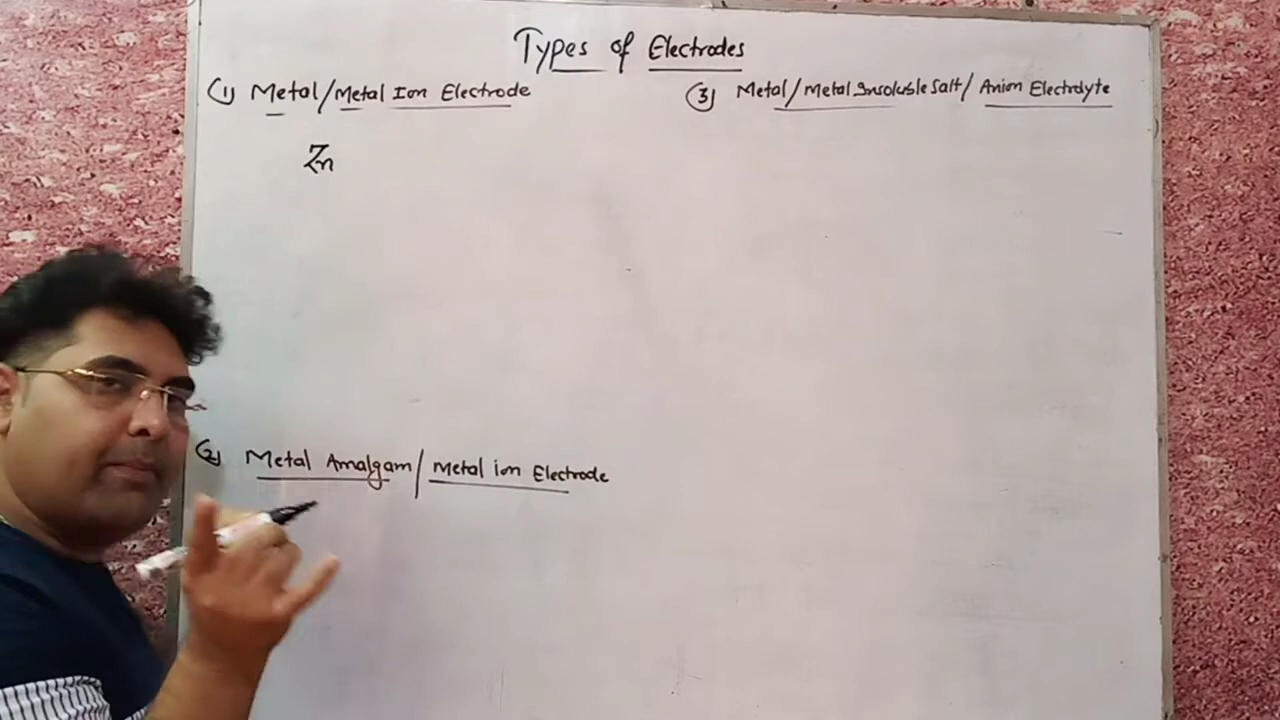 Types of Electrodes
(1) Metal/Metal Ion Electrode
Zn
(2) Metal Amalgam/Metal ion Electrode
(3) Metal/Metal Insoluble Salt/Anion Electrolyte